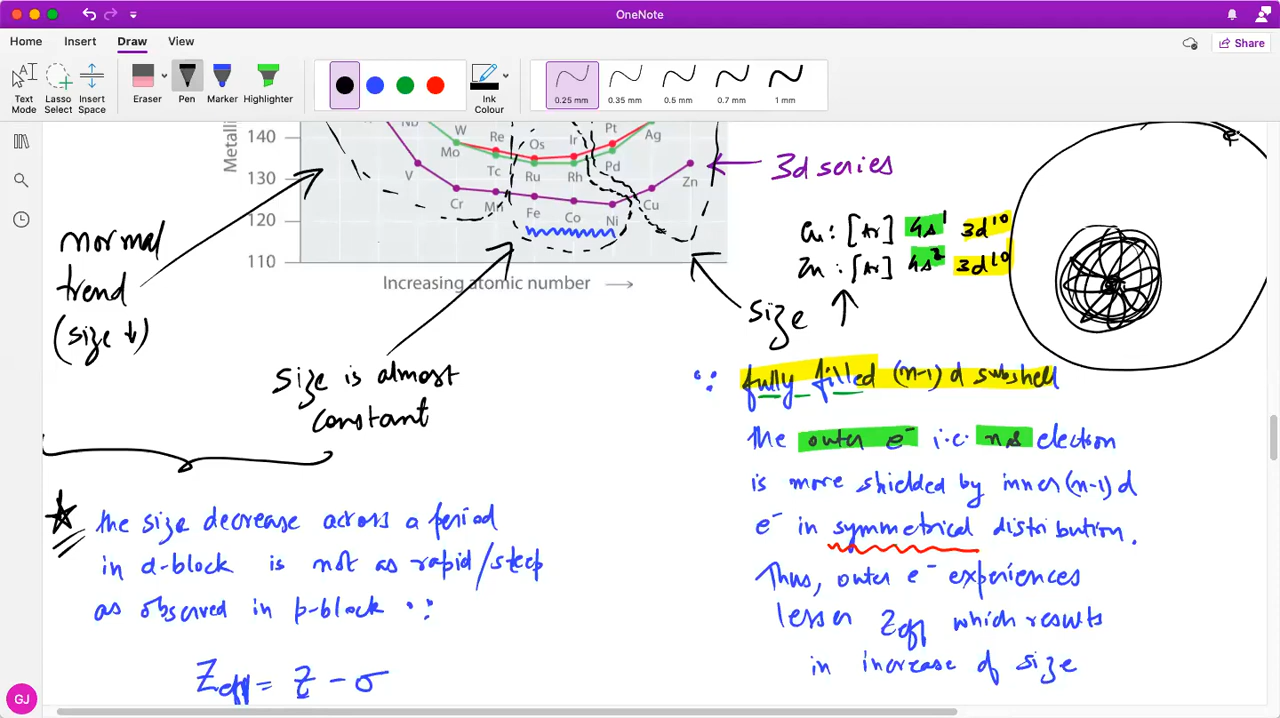 OneNote
Home Insert Draw View Share
Text Mode
Lasso Select
Insert Space
Eraser
Pen
Marker
Highlighter
Ink Colour
0.25 mm
0.35 mm
0.5 mm
0.7 mm
1 mm
Metalli
140
130
120
110
Nb
W
Mo
Re
Tc
Os
Ru
Ir
Rh
Pt
Pd
Ag
V
Cr
Mn
Fe
Co
Ni
Cu
Zn
Increasing atomic number
3d series
Cu : [Ar] 4s¹ 3d¹⁰
Zn : [Ar] 4s² 3d¹⁰
e⁻
normal
trend
(size ↓)
size is almost
constant
size ↑
∵ fully filled (n-1) d subshell
the outer e⁻ i.e. ns electron
is more shielded by inner (n-1) d
e⁻ in symmetrical distribution.
Thus, outer e⁻ experiences
lesser Zeff which results
in increase of size
the size decrease across a period
in d-block is not as rapid/steep
as observed in p-block ∵
Zeff = Z - σ
GJ